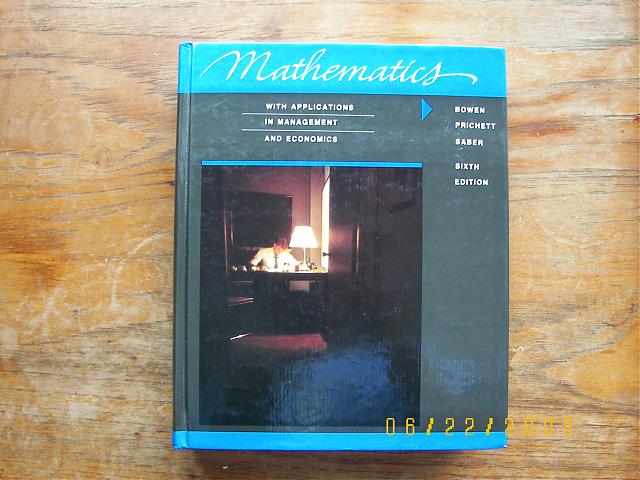 Mathematics
WITH APPLICATIONS
IN MANAGEMENT
AND ECONOMICS
BOWEN
PRICHETT
SABER
SIXTH
EDITION
06/22/2008